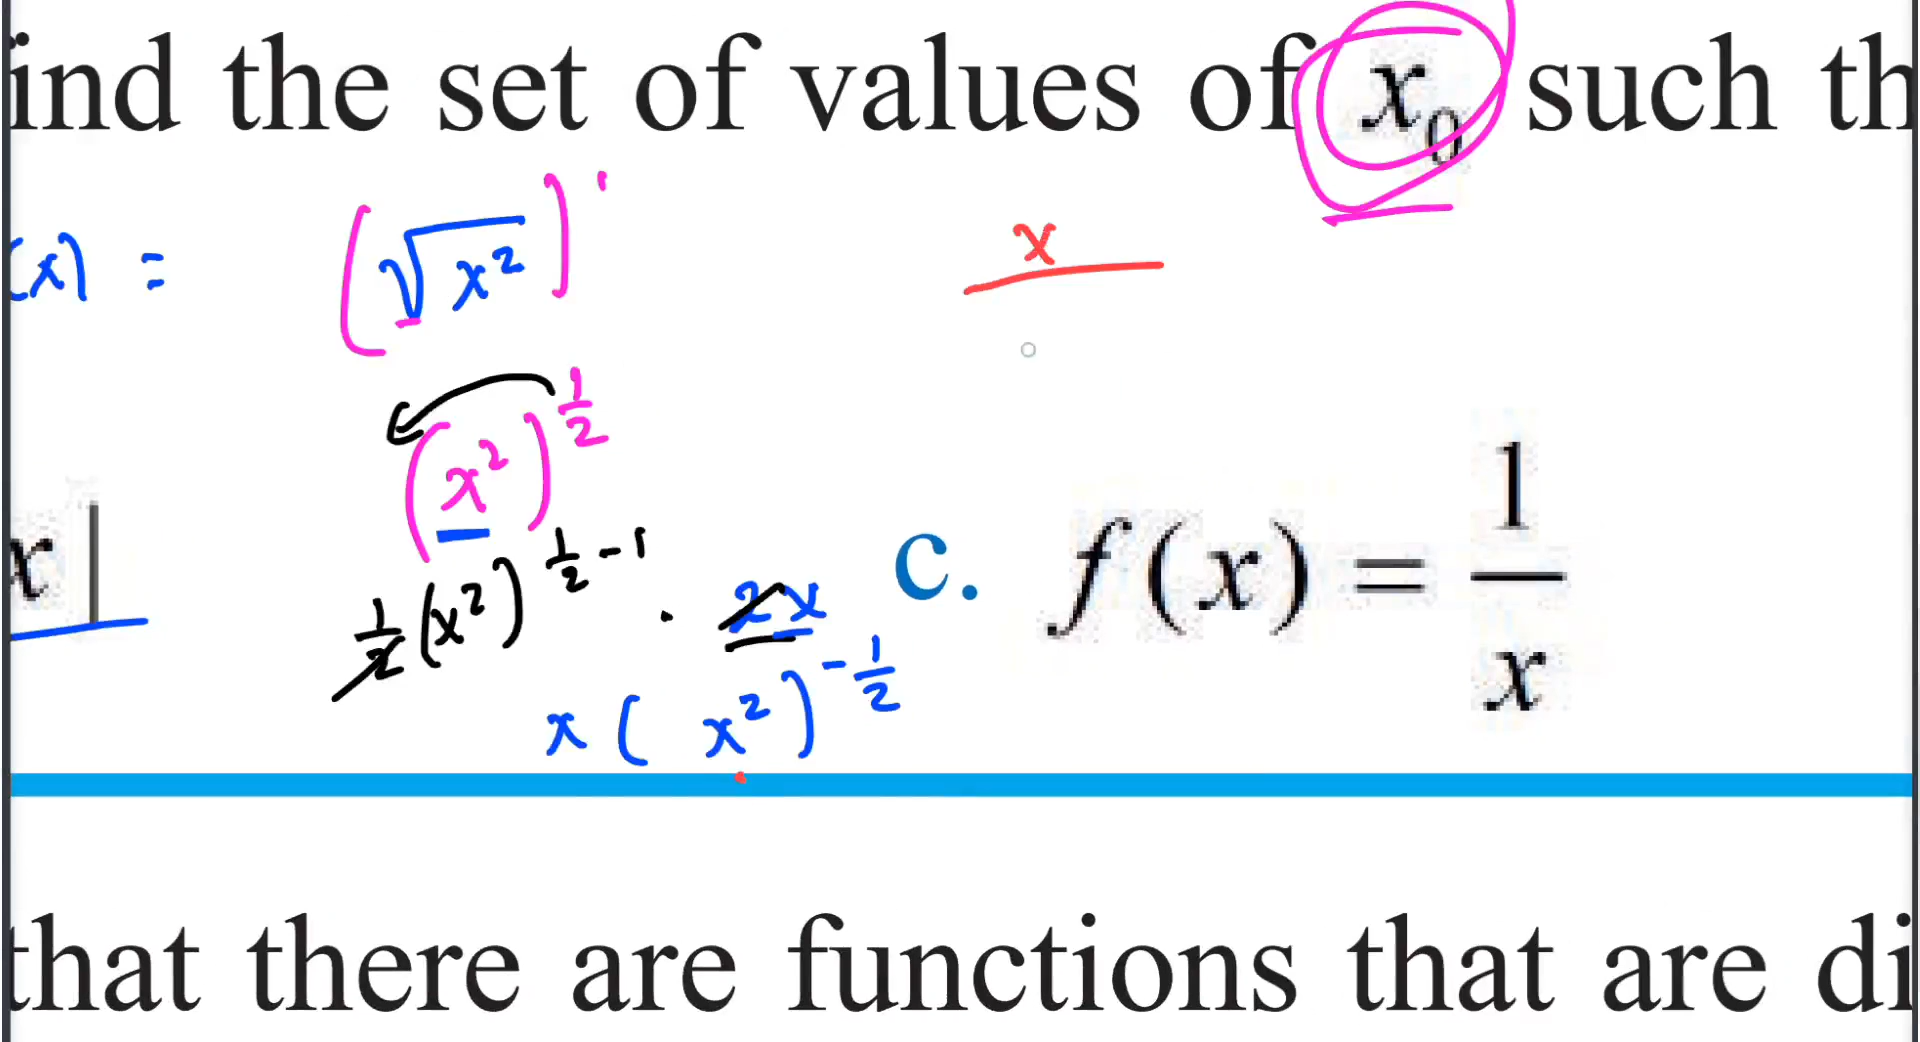 ind the set of values of x₀ such th
(x) = (√x²)'
x
(x²)^½
x|
½(x²)^(½-1) · 2x
c. f(x) = 1/x
x(x²)^(-½)
that there are functions that are di